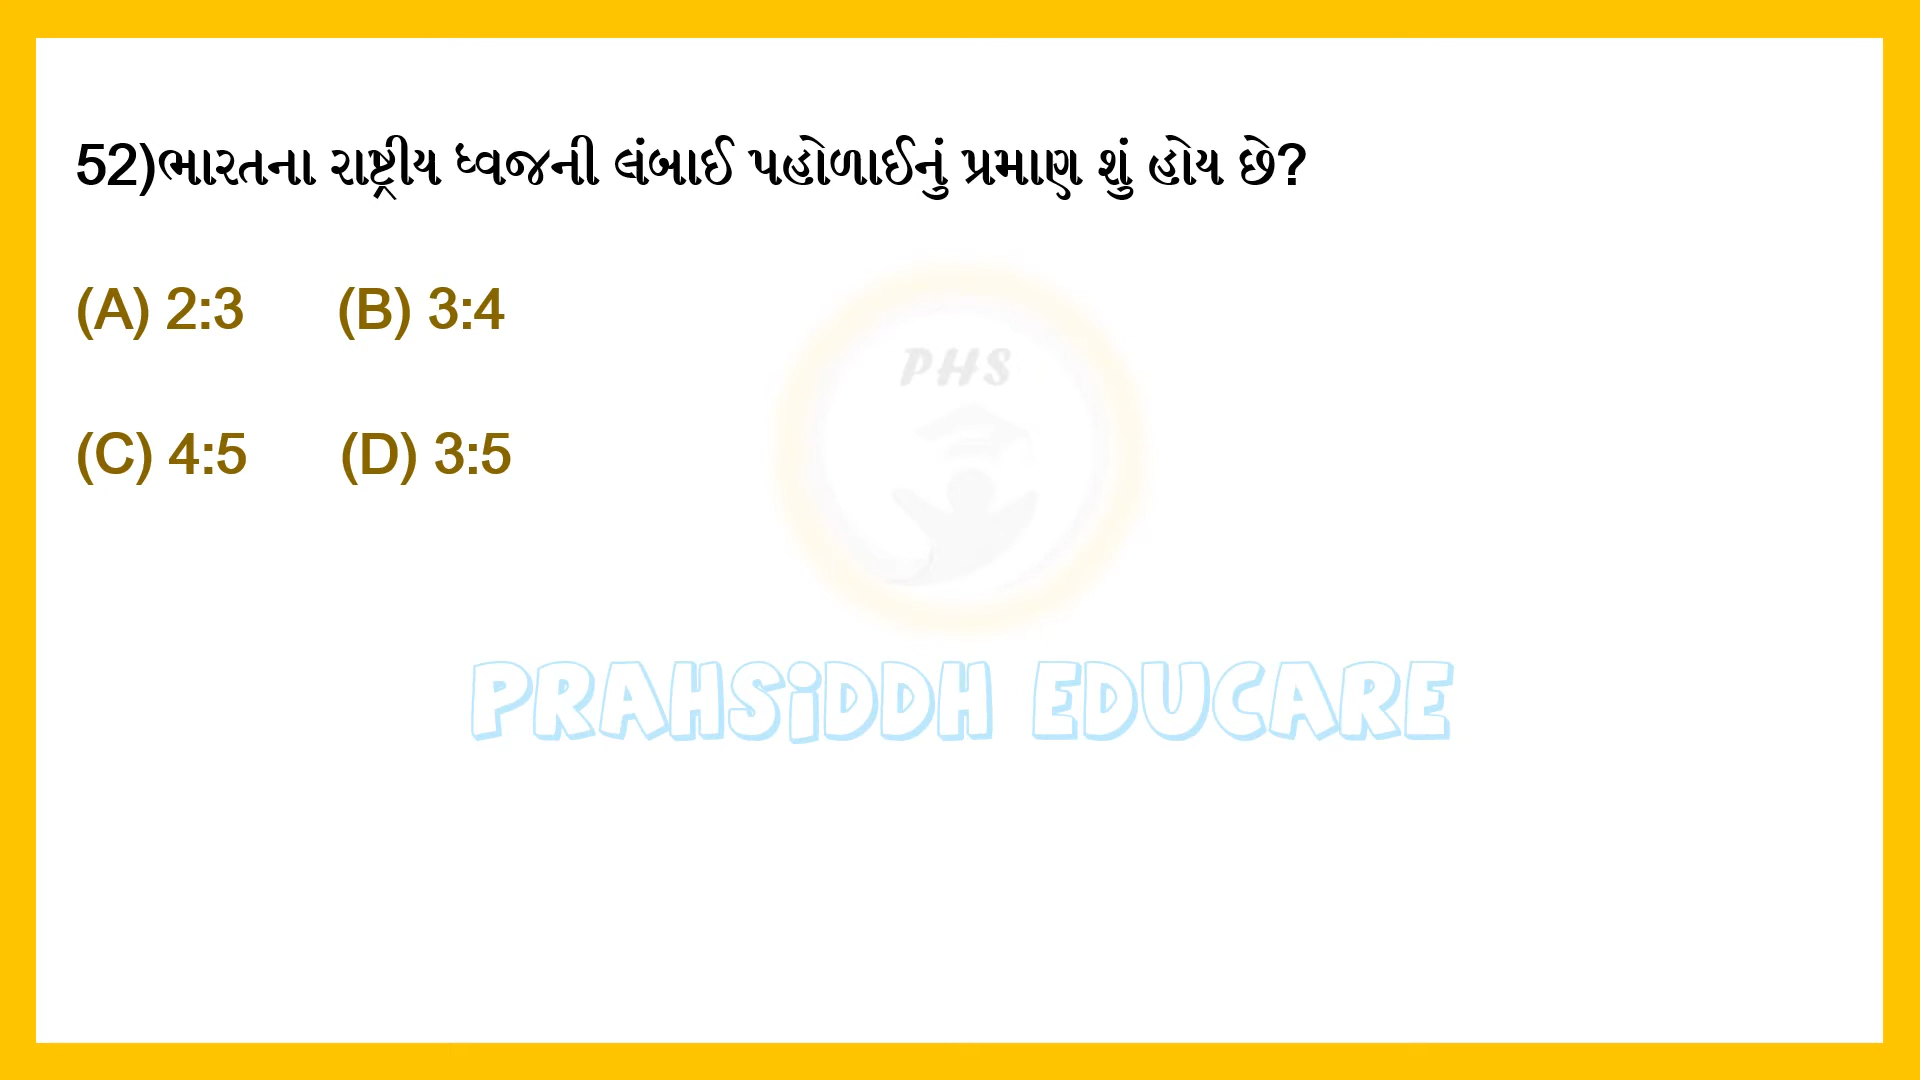 52)ભારતના રાષ્ટ્રીય ધ્વજની લંબાઈ પહોળાઈનું પ્રમાણ શું હોય છે?
(A) 2:3 (B) 3:4
(C) 4:5 (D) 3:5
PHS
PRAHSiDDH EDUCARE